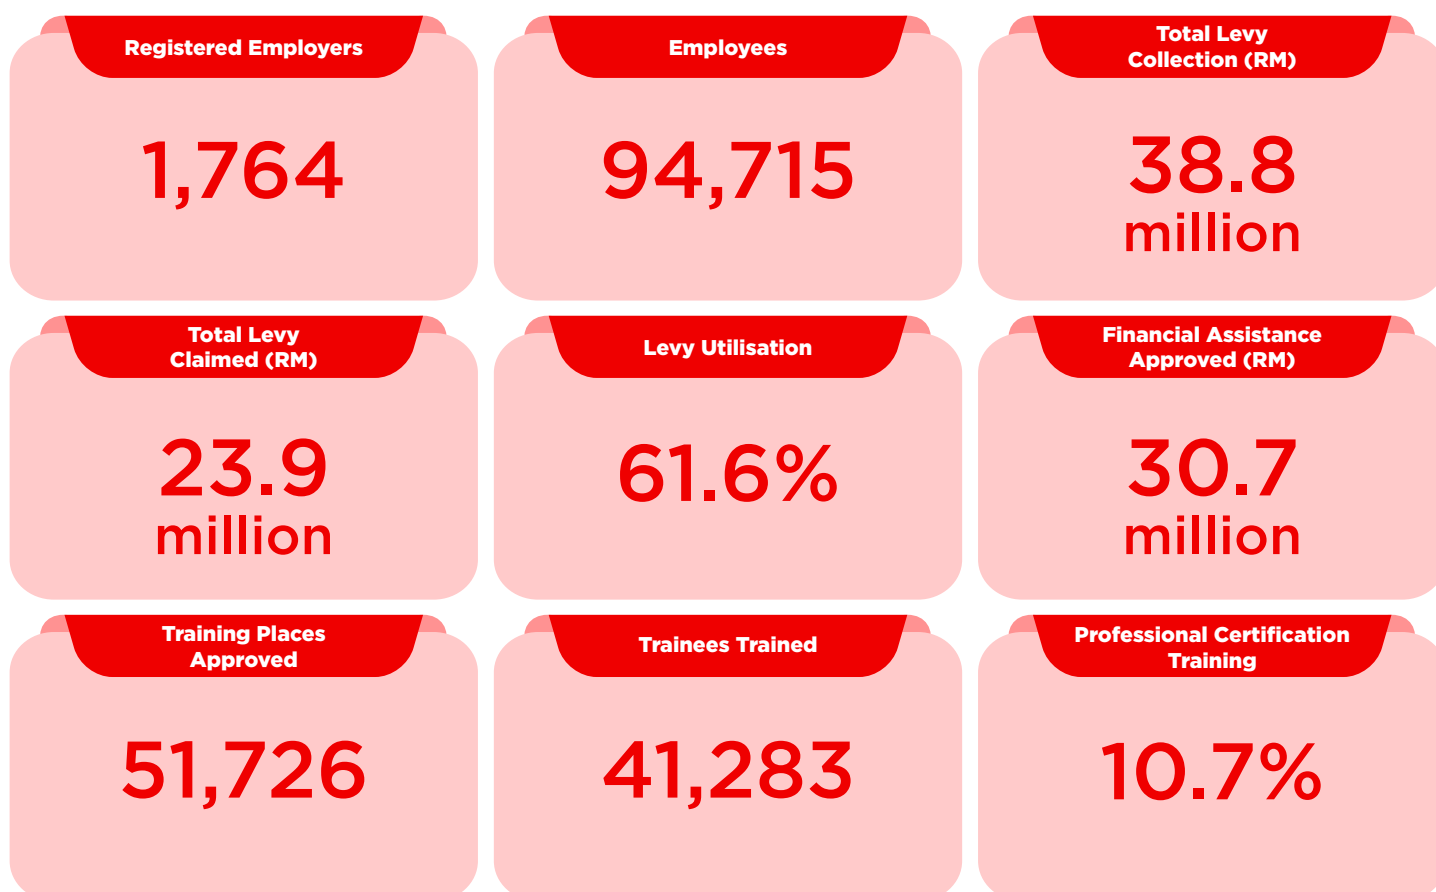 Registered Employers
1,764
Employees
94,715
Total Levy
Collection (RM)
38.8
million
Total Levy
Claimed (RM)
23.9
million
Levy Utilisation
61.6%
Financial Assistance
Approved (RM)
30.7
million
Training Places
Approved
51,726
Trainees Trained
41,283
Professional Certification
Training
10.7%